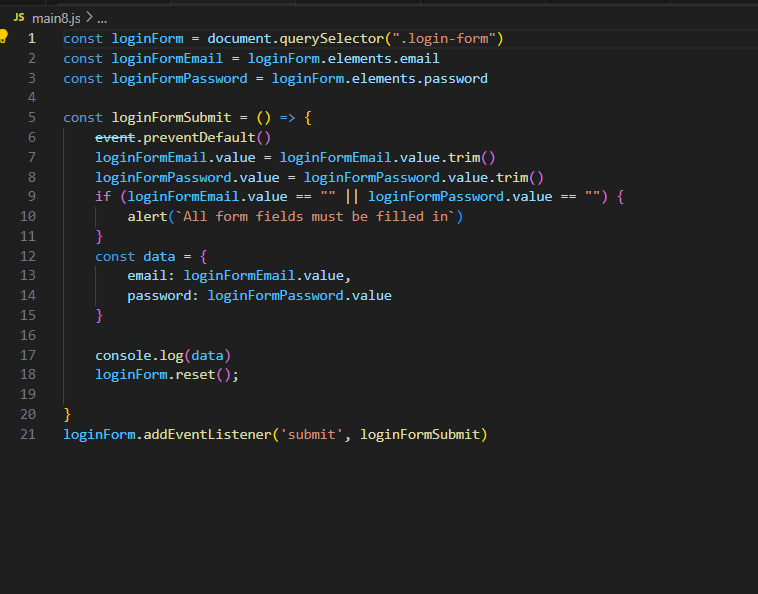 JS main8.js > ...
1 const loginForm = document.querySelector(".login-form")
2 const loginFormEmail = loginForm.elements.email
3 const loginFormPassword = loginForm.elements.password
4
5 const loginFormSubmit = () => {
6     event.preventDefault()
7     loginFormEmail.value = loginFormEmail.value.trim()
8     loginFormPassword.value = loginFormPassword.value.trim()
9     if (loginFormEmail.value == "" || loginFormPassword.value == "") {
10         alert(`All form fields must be filled in`)
11     }
12     const data = {
13         email: loginFormEmail.value,
14         password: loginFormPassword.value
15     }
16
17     console.log(data)
18     loginForm.reset();
19
20 }
21 loginForm.addEventListener('submit', loginFormSubmit)